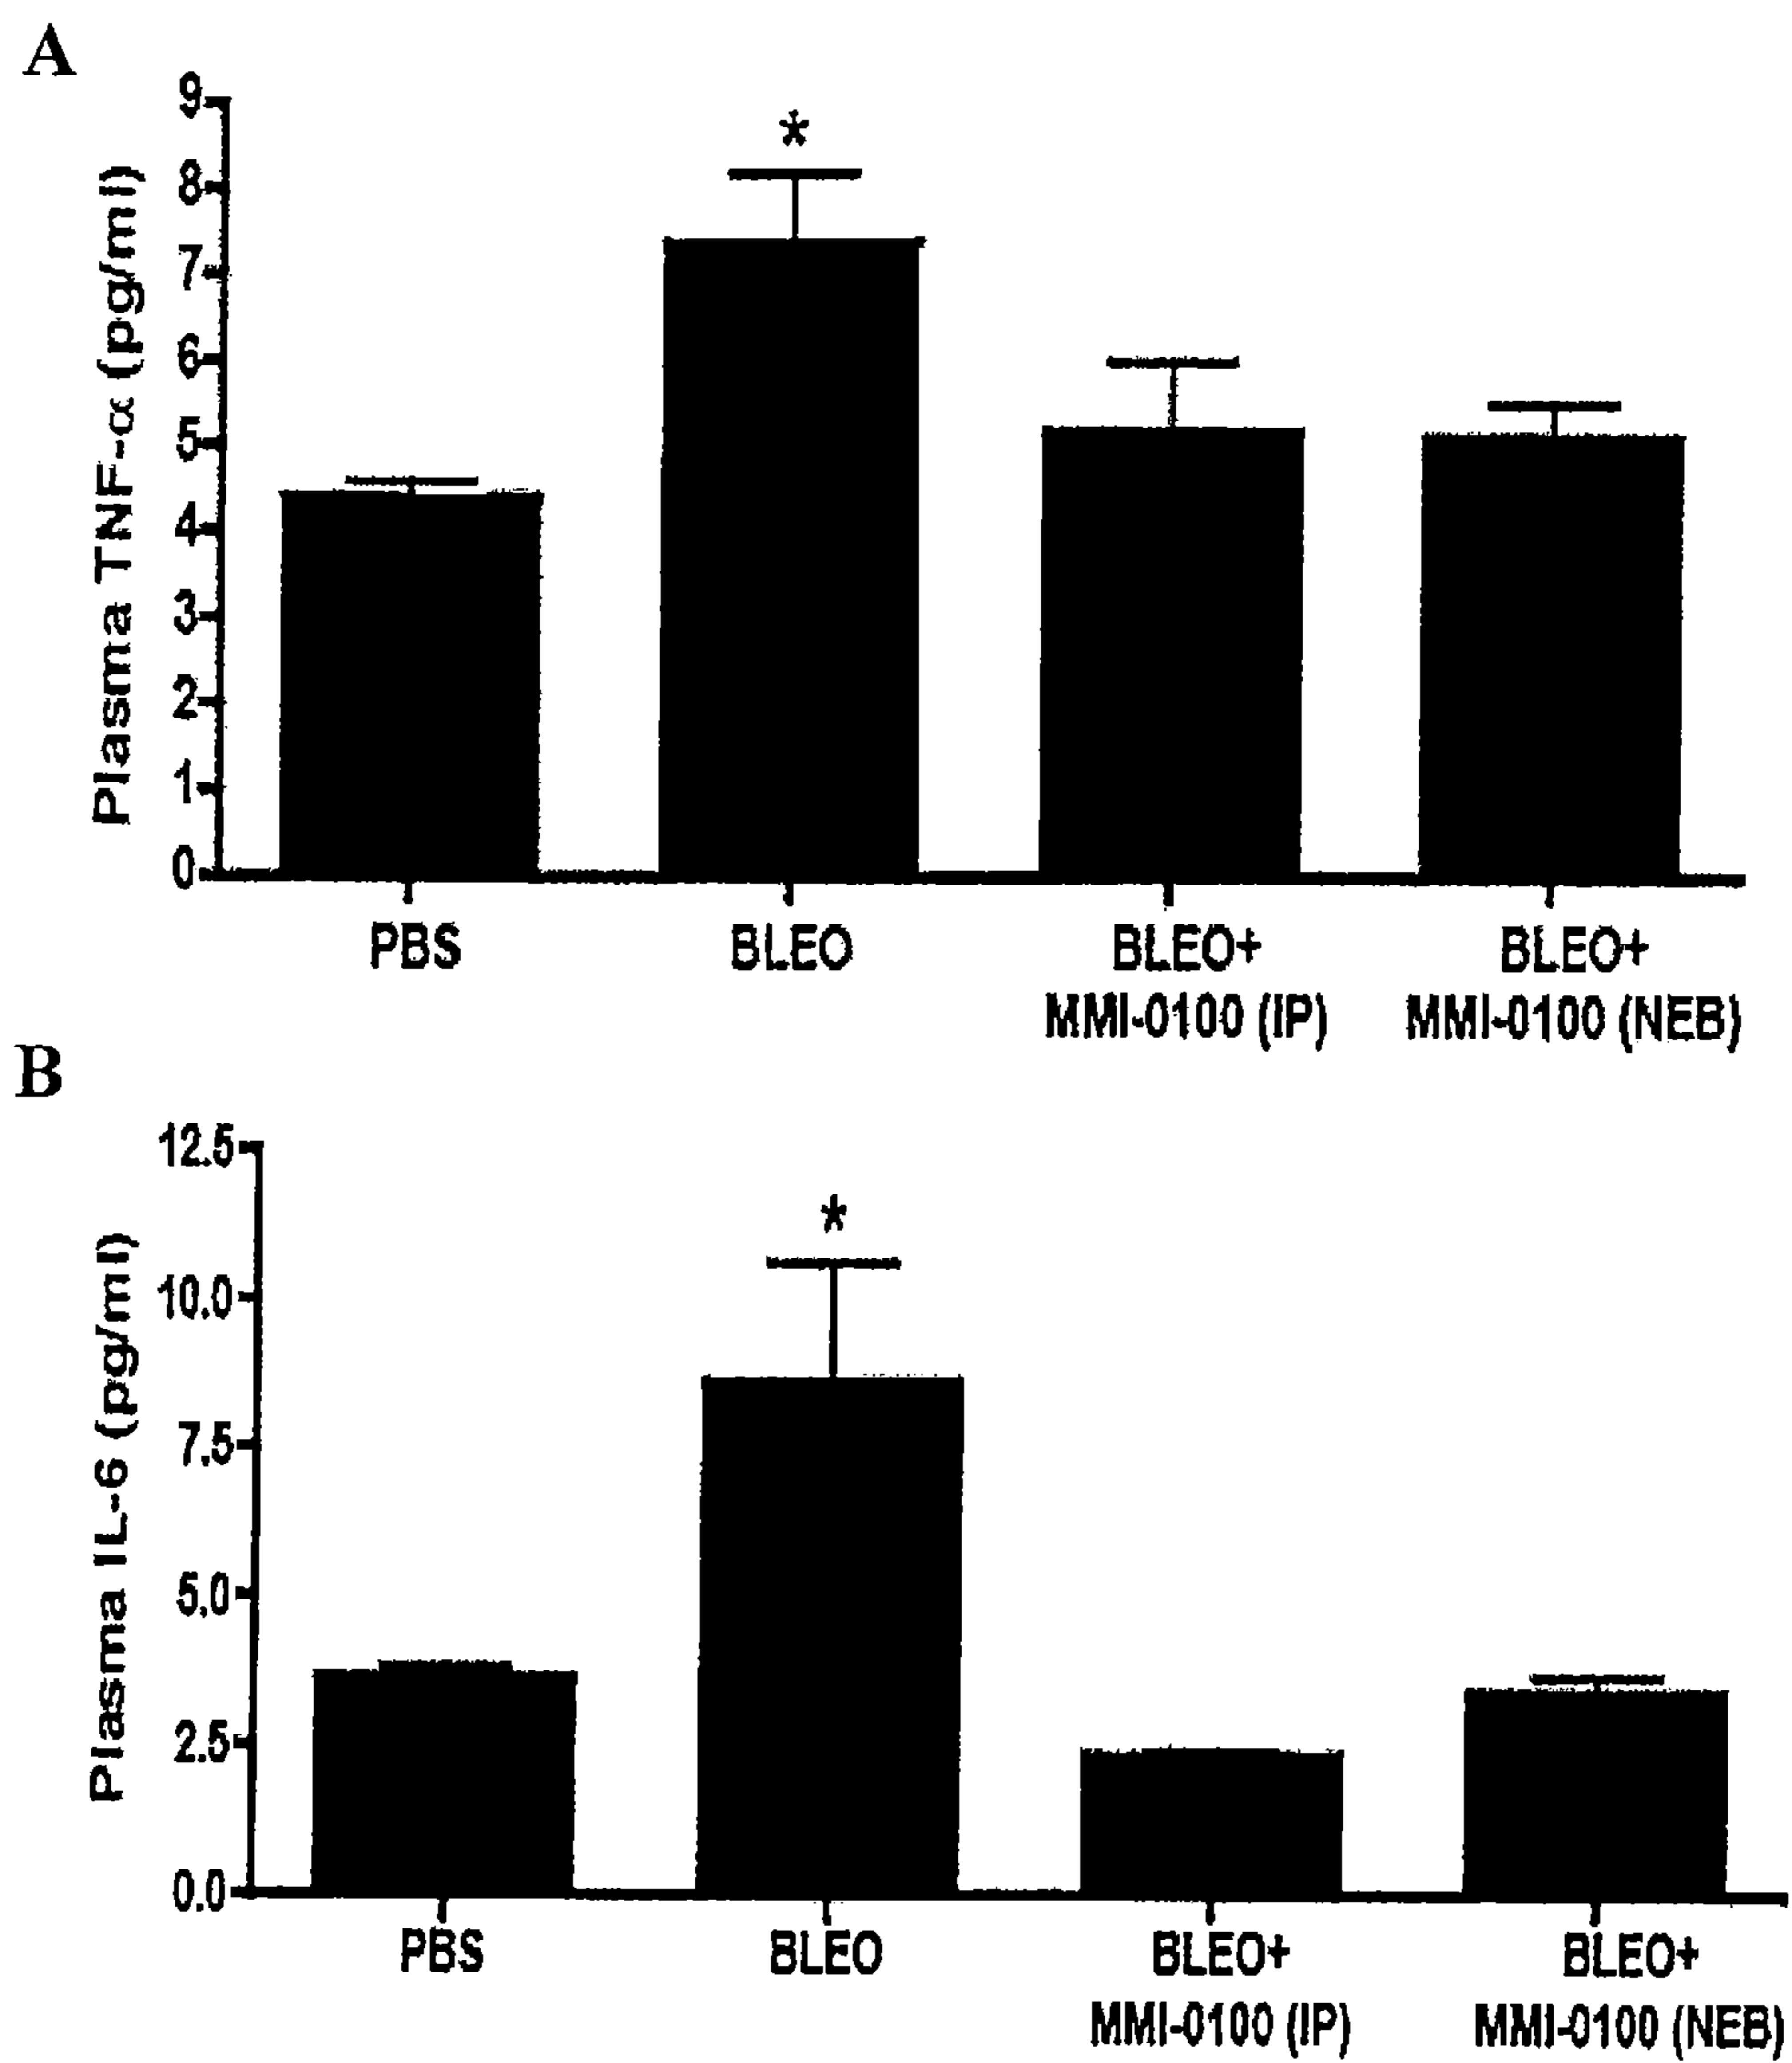 A
Plasma TNF-α (pg/ml)
9
8
7
6
5
4
3
2
1
0
*
PBS
BLEO
BLEO+
MMI-0100 (IP)
BLEO+
MMI-0100 (NEB)
B
Plasma IL-6 (pg/ml)
12.5
10.0
7.5
5.0
2.5
0.0
*
PBS
BLEO
BLEO+
MMI-0100 (IP)
BLEO+
MMI-0100 (NEB)